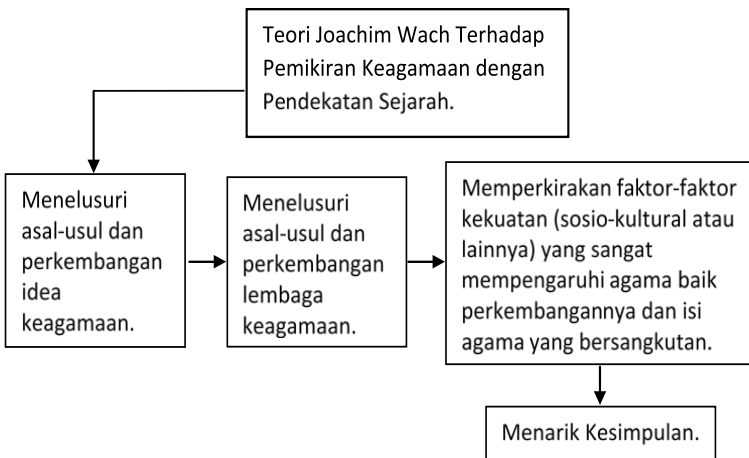 Teori Joachim Wach Terhadap
Pemikiran Keagamaan dengan
Pendekatan Sejarah.
Menelusuri
asal-usul dan
perkembangan
idea
keagamaan.
Menelusuri
asal-usul dan
perkembangan
lembaga
keagamaan.
Memperkirakan faktor-faktor
kekuatan (sosio-kultural atau
lainnya) yang sangat
mempengaruhi agama baik
perkembangannya dan isi
agama yang bersangkutan.
Menarik Kesimpulan.